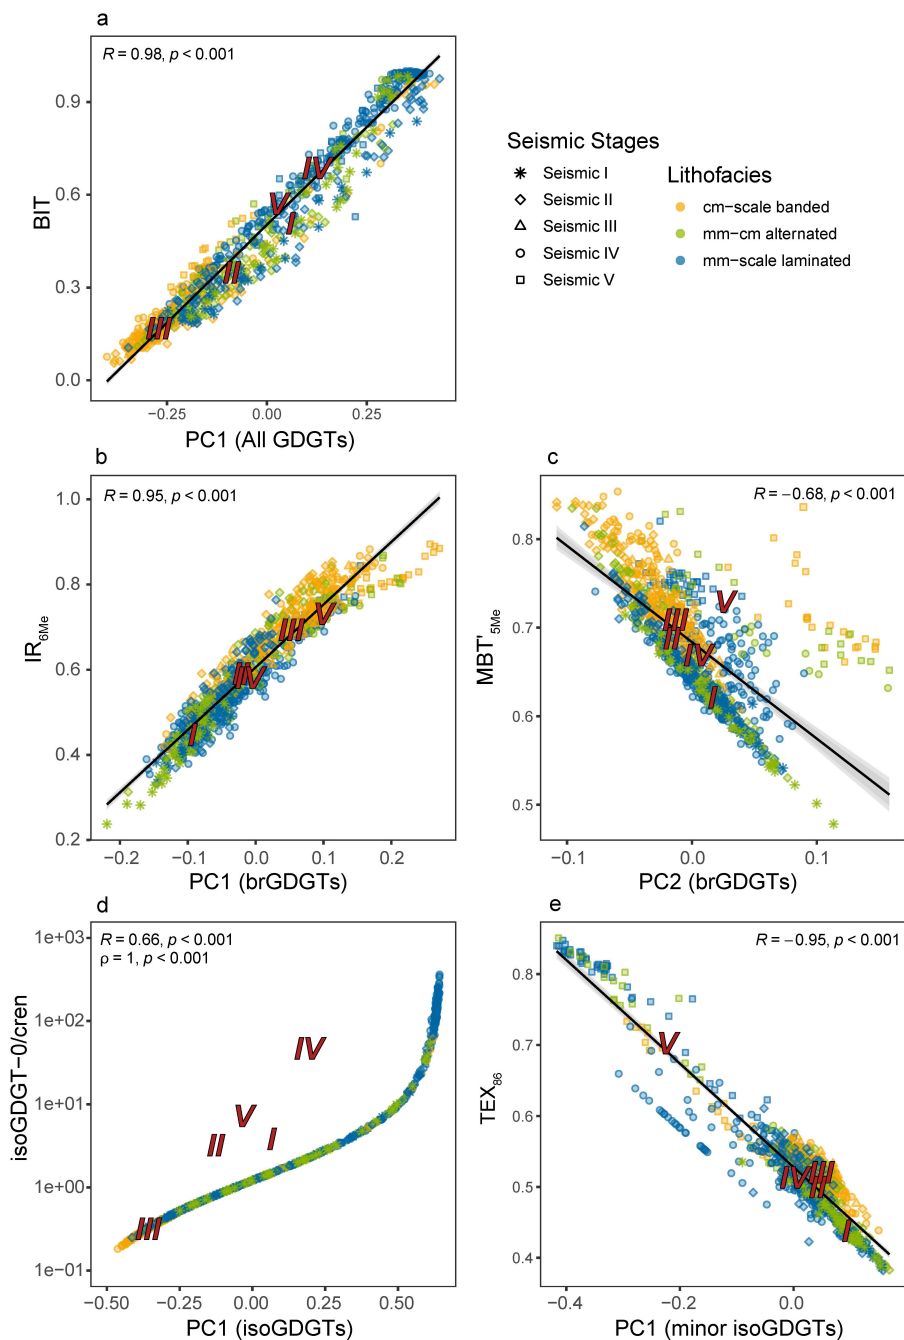 a
R = 0.98, p < 0.001
0.9
0.6
0.3
0.0
BIT
IV
V
I
II
III
−0.25
0.00
0.25
PC1 (All GDGTs)
Seismic Stages
Seismic I
Seismic II
Seismic III
Seismic IV
Seismic V
Lithofacies
cm−scale banded
mm−cm alternated
mm−scale laminated
b
R = 0.95, p < 0.001
1.0
0.8
0.6
0.4
0.2
IR6Me
V
III
II
IV
I
−0.2
−0.1
0.0
0.1
0.2
PC1 (brGDGTs)
c
R = −0.68, p < 0.001
0.8
0.7
0.6
0.5
MBT'5Me
V
III
II
IV
I
−0.1
0.0
0.1
PC2 (brGDGTs)
d
R = 0.66, p < 0.001
ρ = 1, p < 0.001
1e+03
1e+02
1e+01
1e+00
1e−01
isoGDGT−0/cren
IV
V
II
I
III
−0.50
−0.25
0.00
0.25
0.50
PC1 (isoGDGTs)
e
R = −0.95, p < 0.001
0.8
0.7
0.6
0.5
0.4
TEX86
V
IV
III
II
I
−0.4
−0.2
0.0
PC1 (minor isoGDGTs)